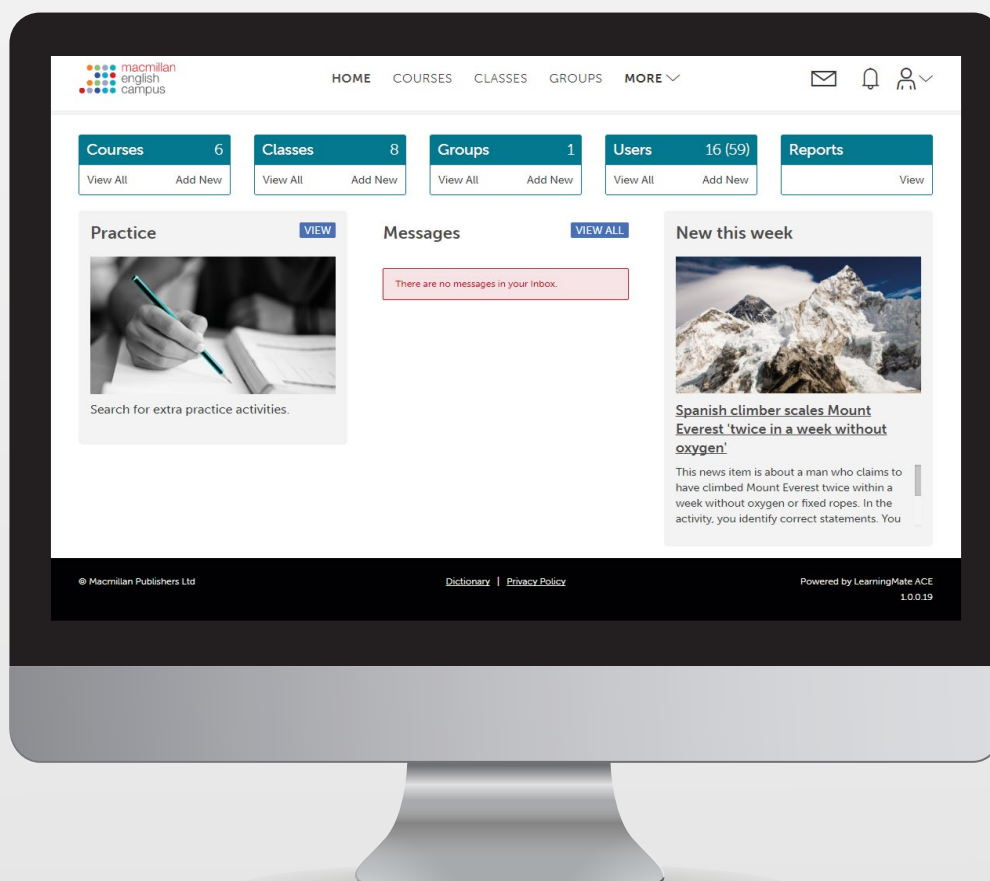 macmillan
english
campus
HOME COURSES CLASSES GROUPS MORE
Courses 6
View All Add New
Classes 8
View All Add New
Groups 1
View All Add New
Users 16 (59)
View All Add New
Reports
View
Practice VIEW
Search for extra practice activities.
Messages VIEW ALL
There are no messages in your Inbox.
New this week
Spanish climber scales Mount
Everest 'twice in a week without
oxygen'
This news item is about a man who claims to
have climbed Mount Everest twice within a
week without oxygen or fixed ropes. In the
activity, you identify correct statements. You
© Macmillan Publishers Ltd
Dictionary | Privacy Policy
Powered by LearningMate ACE
1.0.0.19